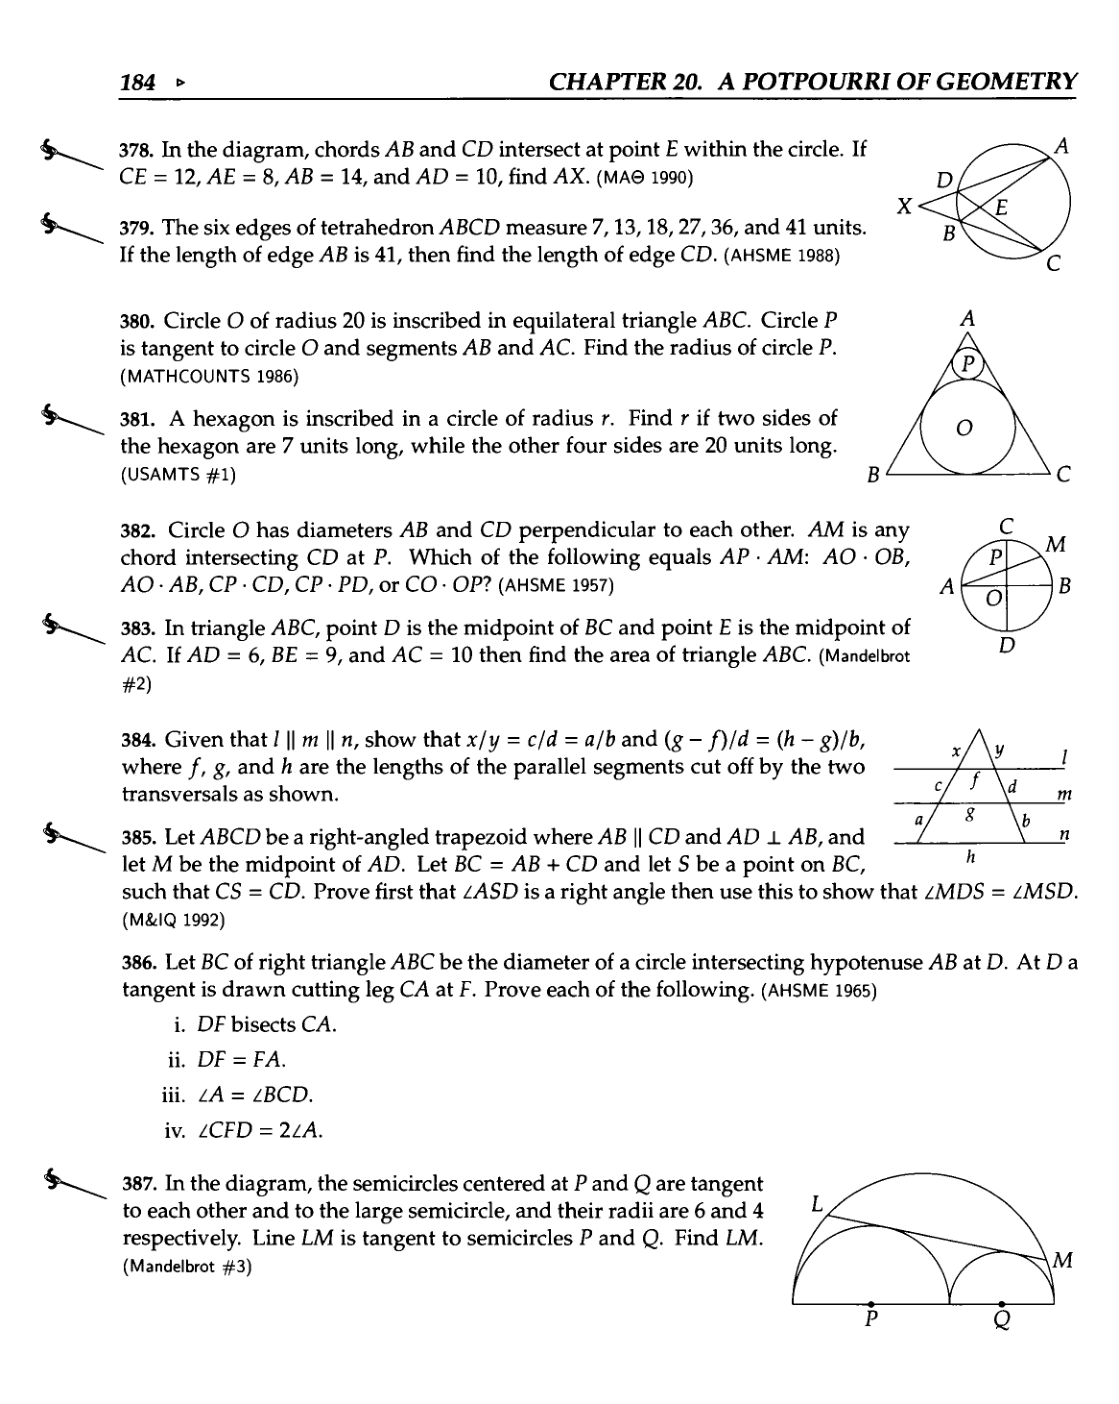 184 ▷ CHAPTER 20. A POTPOURRI OF GEOMETRY
378. In the diagram, chords AB and CD intersect at point E within the circle. If
CE = 12, AE = 8, AB = 14, and AD = 10, find AX. (MAΘ 1990)
A
D
X
E
B
C
379. The six edges of tetrahedron ABCD measure 7, 13, 18, 27, 36, and 41 units.
If the length of edge AB is 41, then find the length of edge CD. (AHSME 1988)
380. Circle O of radius 20 is inscribed in equilateral triangle ABC. Circle P
is tangent to circle O and segments AB and AC. Find the radius of circle P.
(MATHCOUNTS 1986)
A
P
O
B
C
381. A hexagon is inscribed in a circle of radius r. Find r if two sides of
the hexagon are 7 units long, while the other four sides are 20 units long.
(USAMTS #1)
382. Circle O has diameters AB and CD perpendicular to each other. AM is any
chord intersecting CD at P. Which of the following equals AP · AM: AO · OB,
AO · AB, CP · CD, CP · PD, or CO · OP? (AHSME 1957)
C
M
P
A
B
O
D
383. In triangle ABC, point D is the midpoint of BC and point E is the midpoint of
AC. If AD = 6, BE = 9, and AC = 10 then find the area of triangle ABC. (Mandelbrot
#2)
384. Given that l ∥ m ∥ n, show that x/y = c/d = a/b and (g − f)/d = (h − g)/b,
where f, g, and h are the lengths of the parallel segments cut off by the two
transversals as shown.
x
y
l
c
f
d
m
a
g
b
n
h
385. Let ABCD be a right-angled trapezoid where AB ∥ CD and AD ⊥ AB, and
let M be the midpoint of AD. Let BC = AB + CD and let S be a point on BC,
such that CS = CD. Prove first that ∠ASD is a right angle then use this to show that ∠MDS = ∠MSD.
(M&IQ 1992)
386. Let BC of right triangle ABC be the diameter of a circle intersecting hypotenuse AB at D. At D a
tangent is drawn cutting leg CA at F. Prove each of the following. (AHSME 1965)
i. DF bisects CA.
ii. DF = FA.
iii. ∠A = ∠BCD.
iv. ∠CFD = 2∠A.
387. In the diagram, the semicircles centered at P and Q are tangent
to each other and to the large semicircle, and their radii are 6 and 4
respectively. Line LM is tangent to semicircles P and Q. Find LM.
(Mandelbrot #3)
L
M
P
Q